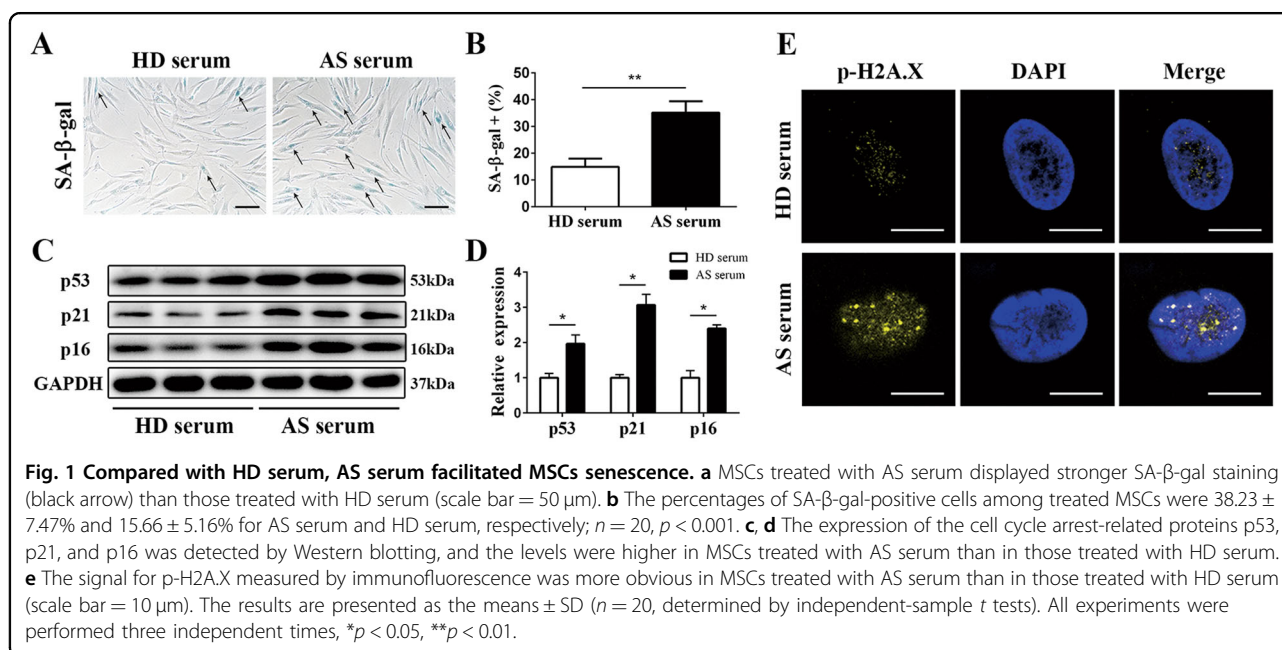 A
HD serum
AS serum
SA-β-gal
B
SA-β-gal + (%)
50
40
30
20
10
0
**
HD serum
AS serum
C
p53
53kDa
p21
21kDa
p16
16kDa
GAPDH
37kDa
HD serum
AS serum
D
HD serum
AS serum
Relative expression
4
3
2
1
0
*
*
*
p53
p21
p16
E
p-H2A.X
DAPI
Merge
HD serum
AS serum
Fig. 1 Compared with HD serum, AS serum facilitated MSCs senescence. a MSCs treated with AS serum displayed stronger SA-β-gal staining
(black arrow) than those treated with HD serum (scale bar = 50 μm). b The percentages of SA-β-gal-positive cells among treated MSCs were 38.23 ±
7.47% and 15.66 ± 5.16% for AS serum and HD serum, respectively; n = 20, p < 0.001. c, d The expression of the cell cycle arrest-related proteins p53,
p21, and p16 was detected by Western blotting, and the levels were higher in MSCs treated with AS serum than in those treated with HD serum.
e The signal for p-H2A.X measured by immunofluorescence was more obvious in MSCs treated with AS serum than in those treated with HD serum
(scale bar = 10 μm). The results are presented as the means ± SD (n = 20, determined by independent-sample t tests). All experiments were
performed three independent times, *p < 0.05, **p < 0.01.